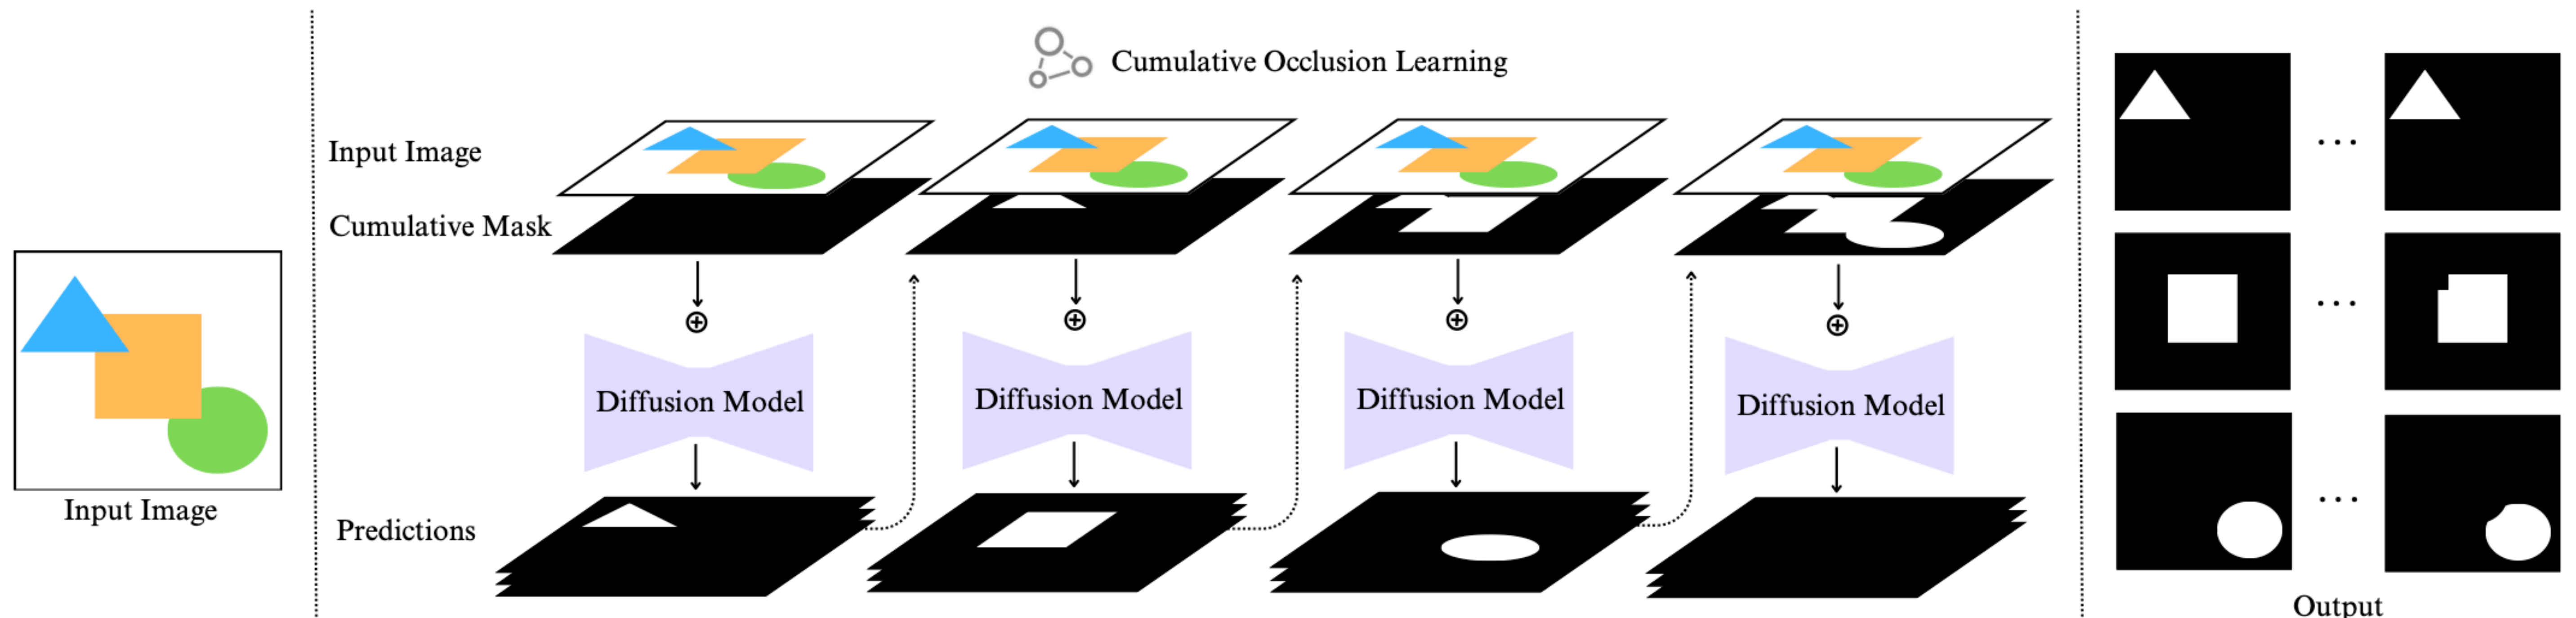 Cumulative Occlusion Learning
Input Image
Cumulative Mask
Diffusion Model
Diffusion Model
Diffusion Model
Diffusion Model
Input Image
Predictions
Output